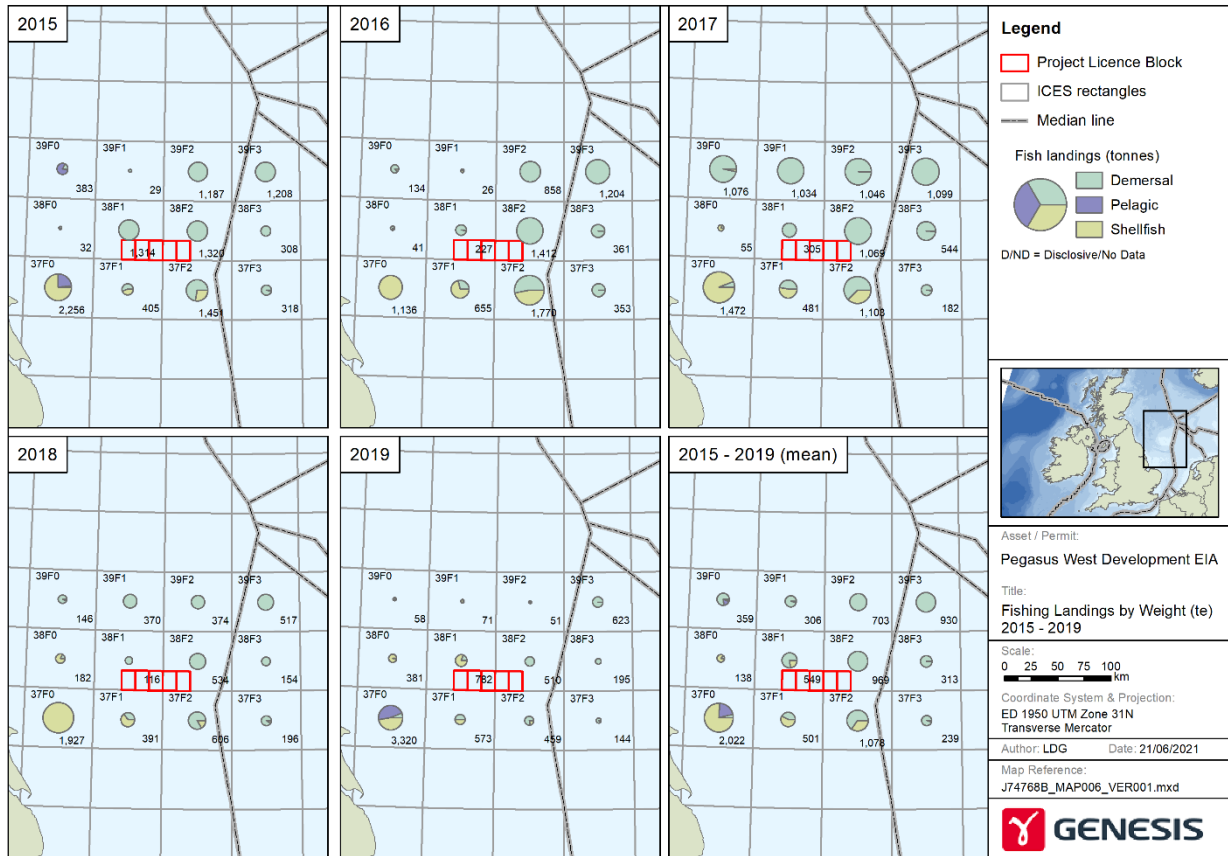 2015
39F0
39F1
39F2
39F3
383
29
1,187
1,208
38F1
38F2
38F3
32
1,314
1,320
308
37F0
37F1
37F2
37F3
2,256
405
1,451
318
2016
39F0
39F1
39F2
39F3
134
26
858
1,204
38F0
38F1
38F2
38F3
41
227
1,412
361
37F0
37F1
37F2
37F3
1,136
655
1,770
353
2017
39F0
39F1
39F2
39F3
1,076
1,034
1,046
1,099
38F0
38F1
38F2
38F3
55
305
1,069
544
37F0
37F1
37F2
37F3
1,472
481
1,103
182
2018
39F0
39F1
39F2
39F3
146
370
374
517
38F0
38F1
38F2
38F3
182
116
534
154
37F0
37F1
37F2
37F3
1,927
391
606
196
2019
39F0
39F1
39F2
39F3
58
71
51
623
38F0
38F1
38F2
38F3
381
782
510
195
37F0
37F1
37F2
37F3
3,320
573
459
144
2015 - 2019 (mean)
39F0
39F1
39F2
39F3
359
306
703
930
38F0
38F1
38F2
38F3
138
549
969
313
37F0
37F1
37F2
37F3
2,022
501
1,078
239
Legend
Project Licence Block
ICES rectangles
Median line
Fish landings (tonnes)
Demersal
Pelagic
Shellfish
D/ND = Disclosive/No Data
Asset / Permit:
Pegasus West Development EIA
Title:
Fishing Landings by Weight (te)
2015 - 2019
Scale:
0 25 50 75 100
km
Coordinate System & Projection:
ED 1950 UTM Zone 31N
Transverse Mercator
Author: LDG Date: 21/06/2021
Map Reference:
J74768B_MAP006_VER001.mxd
GENESIS